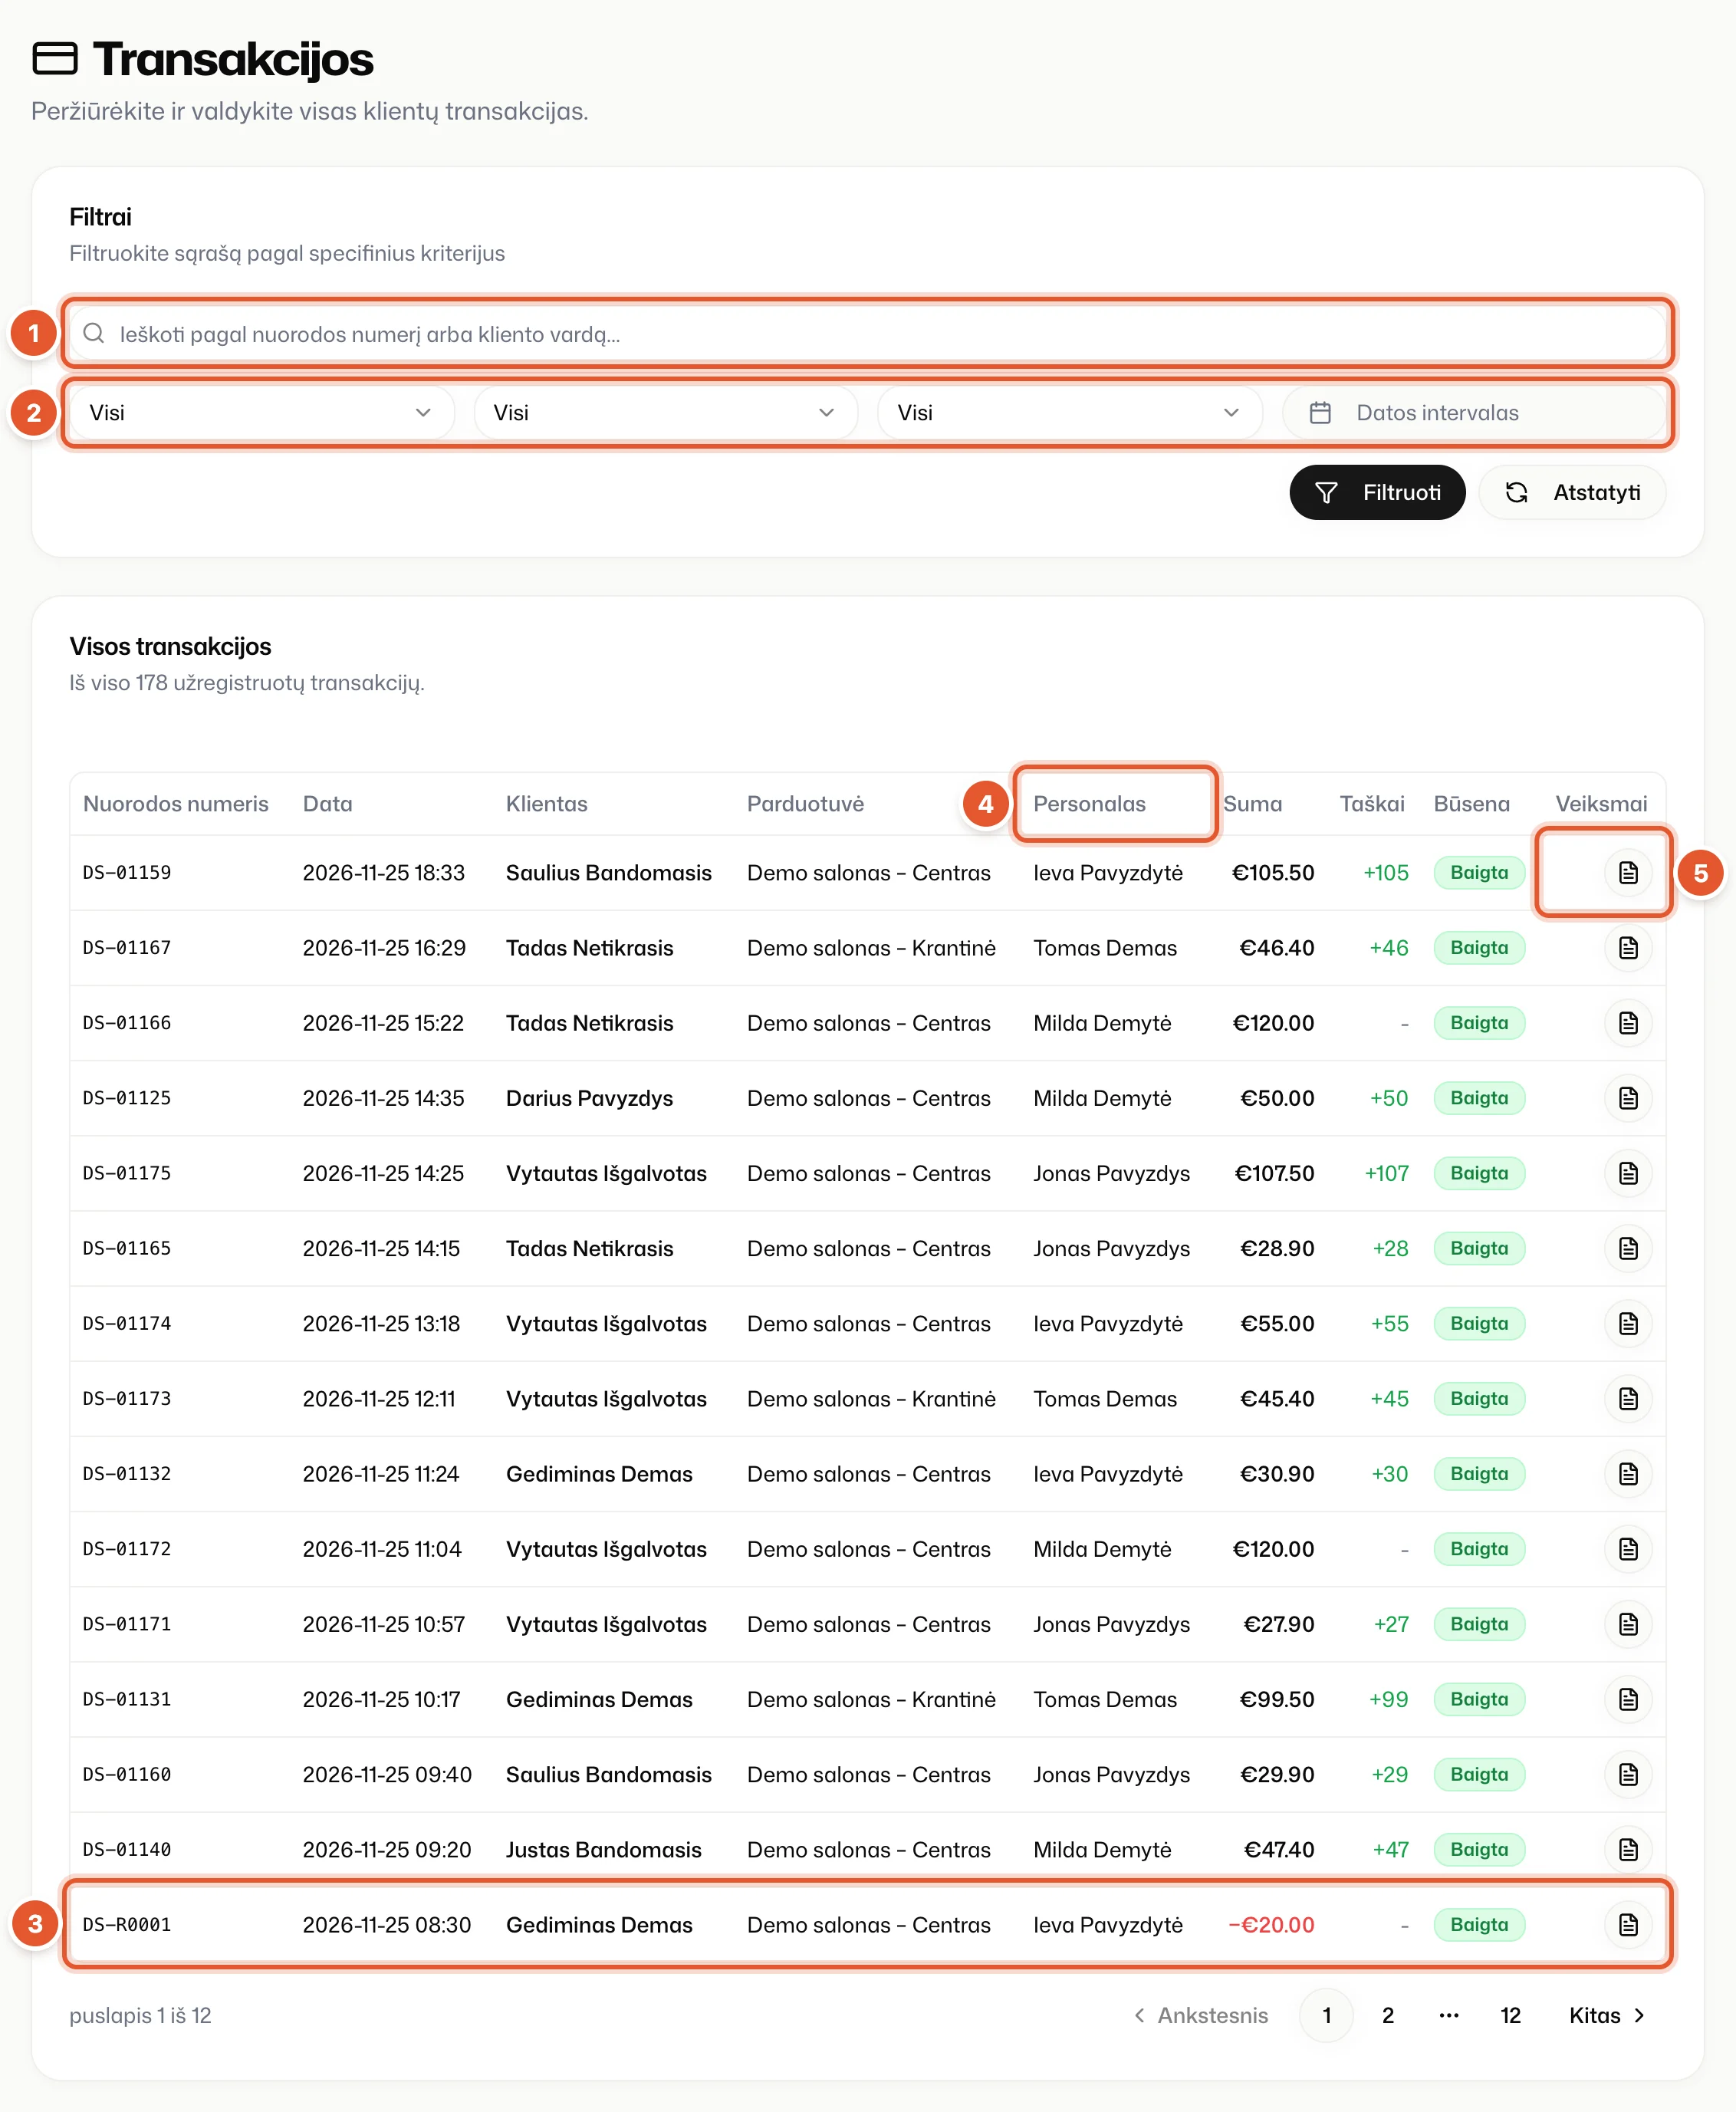 Transakcijos
Peržiūrėkite ir valdykite visas klientų transakcijas.
Filtrai
Filtruokite sąrašą pagal specifinius kriterijus
1 Ieškoti pagal nuorodos numerį arba kliento vardą...
2 Visi Visi Visi Datos intervalas
Filtruoti Atstatyti
Visos transakcijos
Iš viso 178 užregistruotų transakcijų.
Nuorodos numeris Data Klientas Parduotuvė 4 Personalas Suma Taškai Būsena Veiksmai
DS-01159 2026-11-25 18:33 Saulius Bandomasis Demo salonas - Centras Ieva Pavyzdytė €105.50 +105 Baigta 5
DS-01167 2026-11-25 16:29 Tadas Netikrasis Demo salonas - Krantinė Tomas Demas €46.40 +46 Baigta
DS-01166 2026-11-25 15:22 Tadas Netikrasis Demo salonas - Centras Milda Demytė €120.00 - Baigta
DS-01125 2026-11-25 14:35 Darius Pavyzdys Demo salonas - Centras Milda Demytė €50.00 +50 Baigta
DS-01175 2026-11-25 14:25 Vytautas Išgalvotas Demo salonas - Centras Jonas Pavyzdys €107.50 +107 Baigta
DS-01165 2026-11-25 14:15 Tadas Netikrasis Demo salonas - Centras Jonas Pavyzdys €28.90 +28 Baigta
DS-01174 2026-11-25 13:18 Vytautas Išgalvotas Demo salonas - Centras Ieva Pavyzdytė €55.00 +55 Baigta
DS-01173 2026-11-25 12:11 Vytautas Išgalvotas Demo salonas - Krantinė Tomas Demas €45.40 +45 Baigta
DS-01132 2026-11-25 11:24 Gediminas Demas Demo salonas - Centras Ieva Pavyzdytė €30.90 +30 Baigta
DS-01172 2026-11-25 11:04 Vytautas Išgalvotas Demo salonas - Centras Milda Demytė €120.00 - Baigta
DS-01171 2026-11-25 10:57 Vytautas Išgalvotas Demo salonas - Centras Jonas Pavyzdys €27.90 +27 Baigta
DS-01131 2026-11-25 10:17 Gediminas Demas Demo salonas - Krantinė Tomas Demas €99.50 +99 Baigta
DS-01160 2026-11-25 09:40 Saulius Bandomasis Demo salonas - Centras Jonas Pavyzdys €29.90 +29 Baigta
DS-01140 2026-11-25 09:20 Justas Bandomasis Demo salonas - Centras Milda Demytė €47.40 +47 Baigta
3 DS-R0001 2026-11-25 08:30 Gediminas Demas Demo salonas - Centras Ieva Pavyzdytė -€20.00 - Baigta
puslapis 1 iš 12 Ankstesnis 1 2 ... 12 Kitas